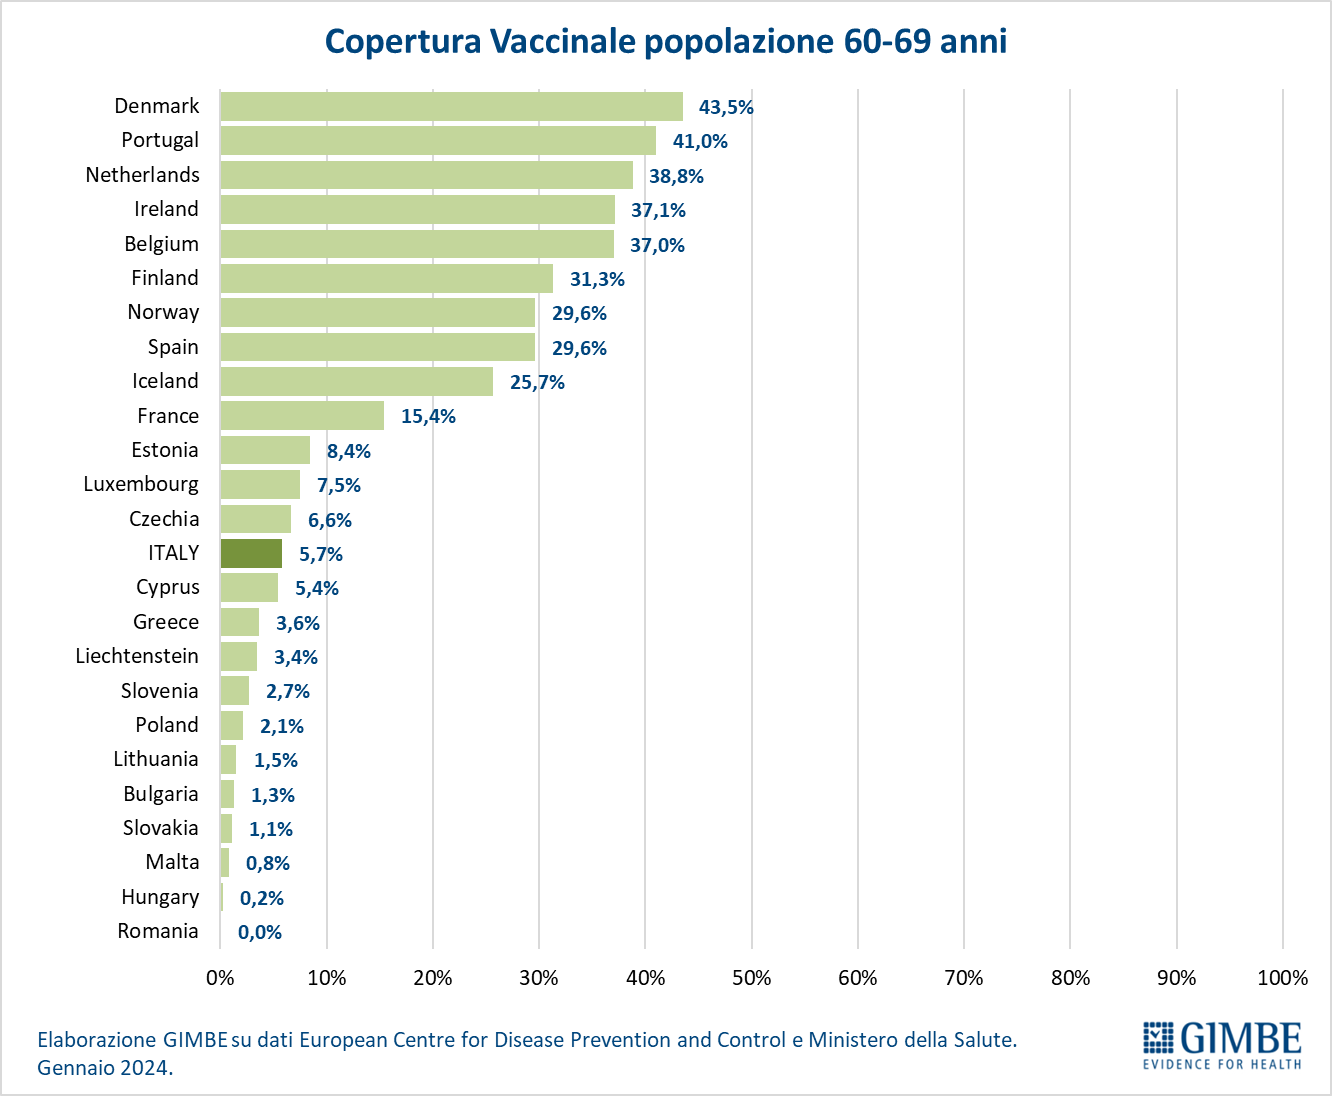 Copertura Vaccinale popolazione 60-69 anni
Denmark 43,5%
Portugal 41,0%
Netherlands 38,8%
Ireland 37,1%
Belgium 37,0%
Finland 31,3%
Norway 29,6%
Spain 29,6%
Iceland 25,7%
France 15,4%
Estonia 8,4%
Luxembourg 7,5%
Czechia 6,6%
ITALY 5,7%
Cyprus 5,4%
Greece 3,6%
Liechtenstein 3,4%
Slovenia 2,7%
Poland 2,1%
Lithuania 1,5%
Bulgaria 1,3%
Slovakia 1,1%
Malta 0,8%
Hungary 0,2%
Romania 0,0%
0% 10% 20% 30% 40% 50% 60% 70% 80% 90% 100%
Elaborazione GIMBE su dati European Centre for Disease Prevention and Control e Ministero della Salute.
Gennaio 2024.
GIMBE
EVIDENCE FOR HEALTH